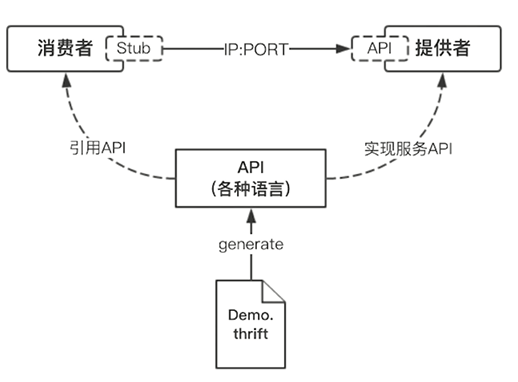 消费者
Stub
IP:PORT
API
提供者
引用API
实现服务API
API
（各种语言）
generate
Demo.
thrift